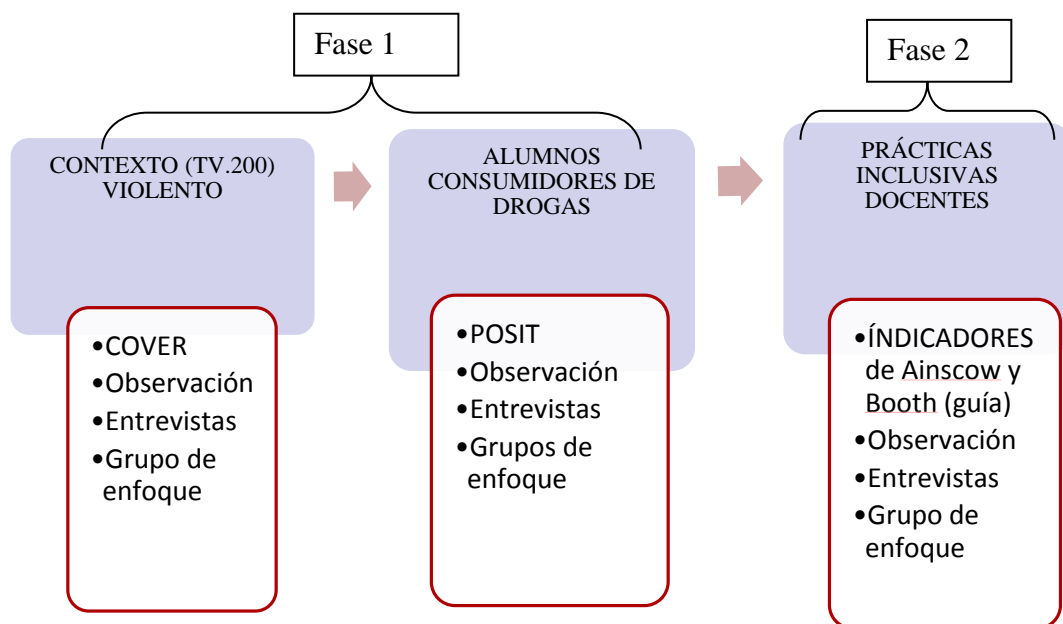 Fase 1
Fase 2
CONTEXTO (TV.200)
VIOLENTO
ALUMNOS
CONSUMIDORES DE
DROGAS
PRÁCTICAS
INCLUSIVAS
DOCENTES
•COVER
•Observación
•Entrevistas
•Grupo de
enfoque
•POSIT
•Observación
•Entrevistas
•Grupos de
enfoque
•ÍNDICADORES
de Ainscow y
Booth (guía)
•Observación
•Entrevistas
•Grupo de
enfoque